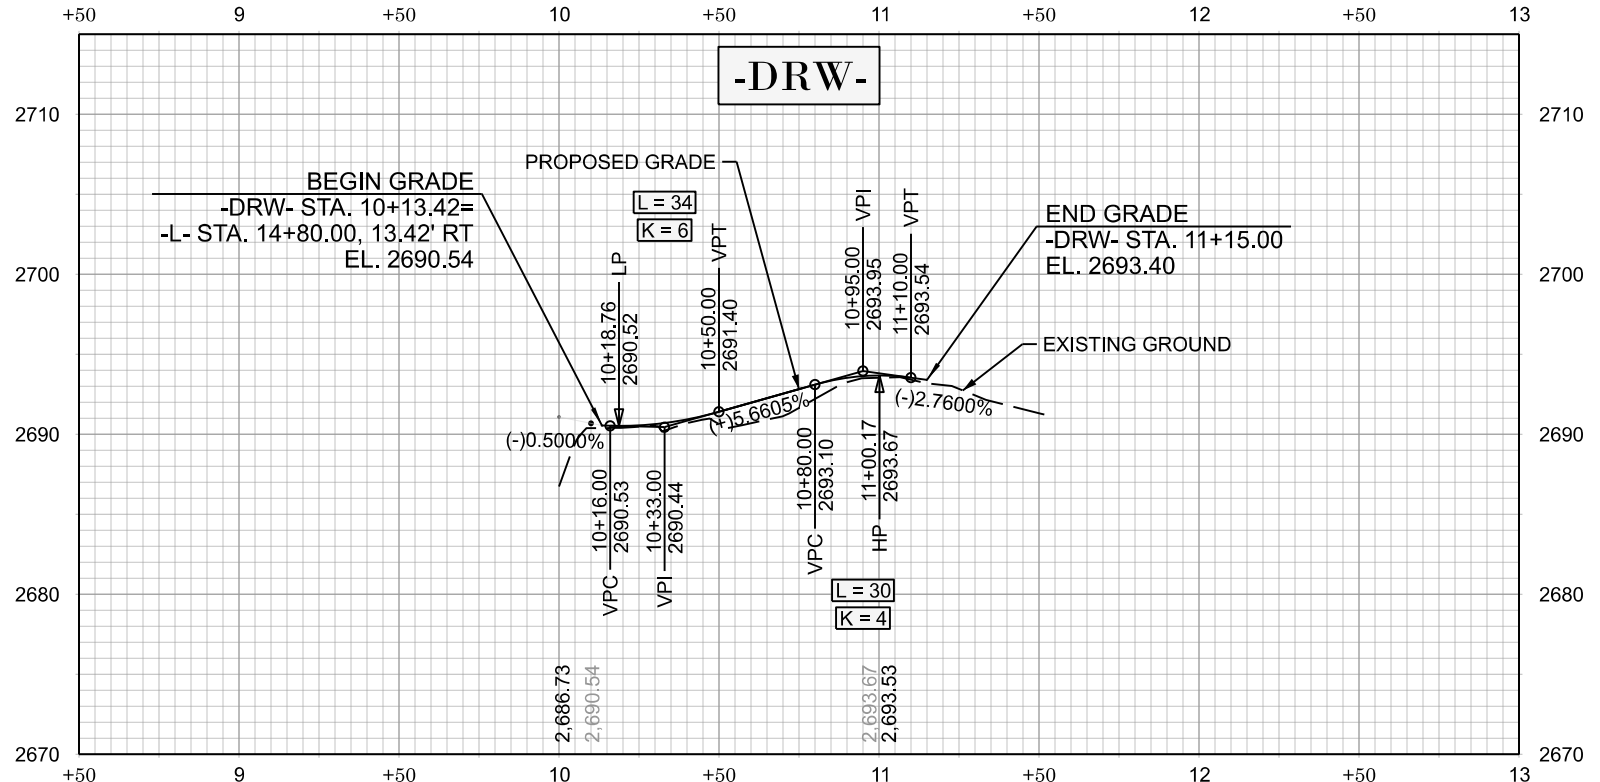 +50 9 +50 10 +50 11 +50 12 +50 13
-DRW-
2710 2710
PROPOSED GRADE
BEGIN GRADE
-DRW- STA. 10+13.42=
-L- STA. 14+80.00, 13.42' RT
EL. 2690.54
L = 34
K = 6
END GRADE
-DRW- STA. 11+15.00
EL. 2693.40
2700 2700
LP
10+18.76
2690.52
VPT
10+50.00
2691.40
VPI
10+95.00
2693.95
VPT
11+10.00
2693.54
EXISTING GROUND
(-)0.5000%
(+)5.6605%
(-)2.7600%
2690 2690
10+16.00
2690.53
VPC
10+33.00
2690.44
VPI
10+80.00
2693.10
VPC
11+00.17
2693.67
HP
2680 2680
L = 30
K = 4
2,686.73
2,690.54
2,693.67
2,693.53
2670 2670
+50 9 +50 10 +50 11 +50 12 +50 13